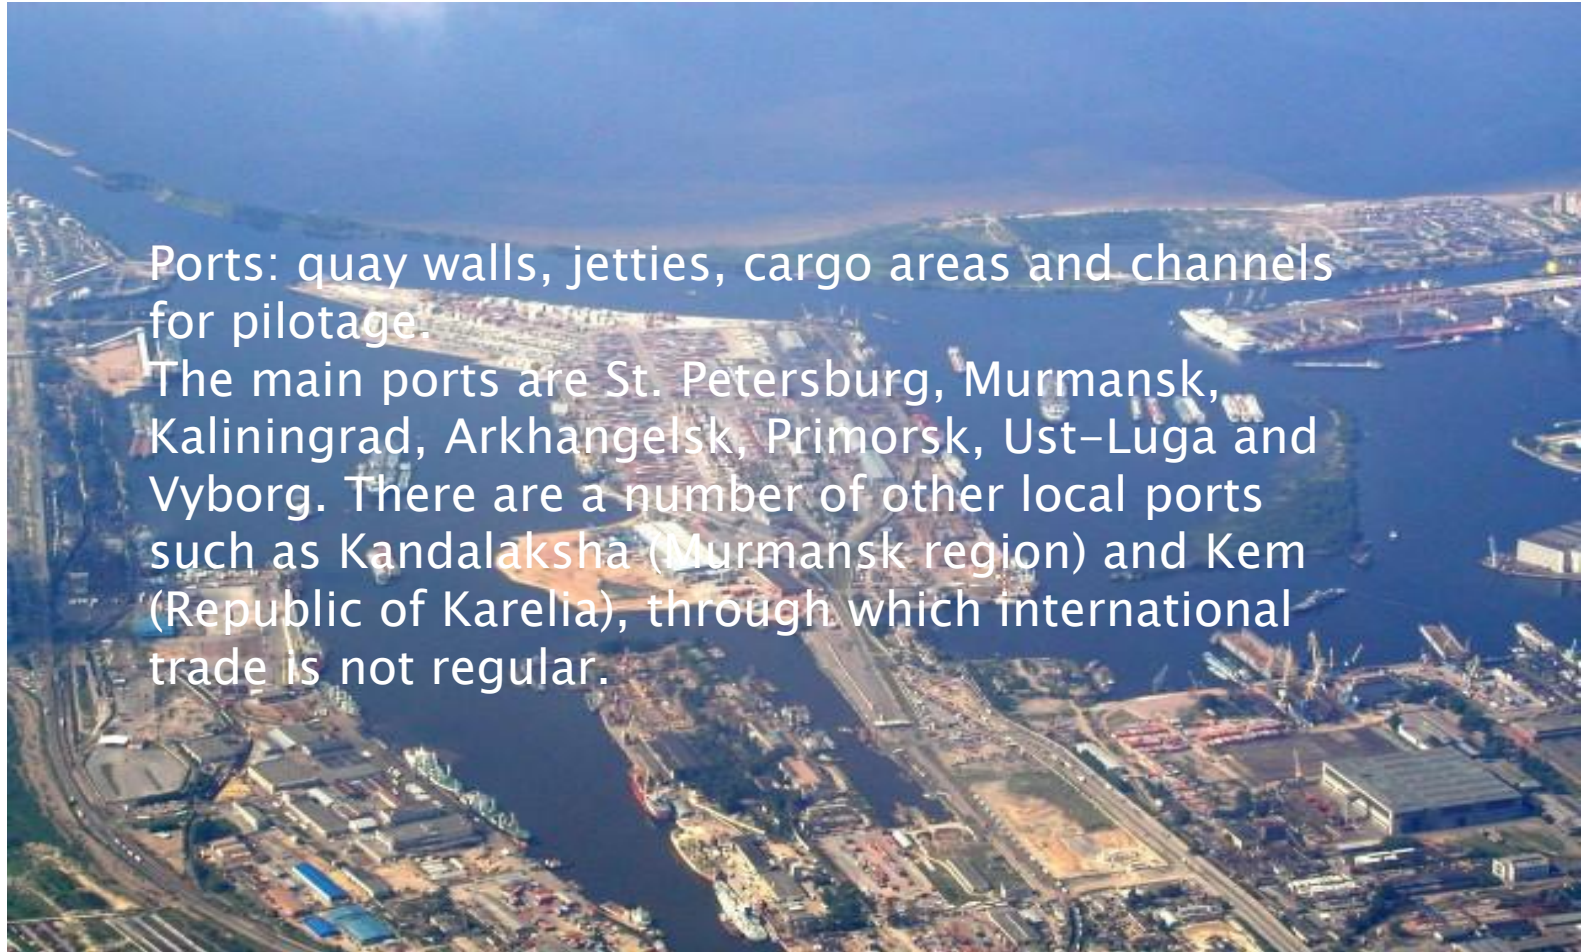 Ports: quay walls, jetties, cargo areas and channels
for pilotage.
The main ports are St. Petersburg, Murmansk,
Kaliningrad, Arkhangelsk, Primorsk, Ust-Luga and
Vyborg. There are a number of other local ports
such as Kandalaksha (Murmansk region) and Kem
(Republic of Karelia), through which international
trade is not regular.